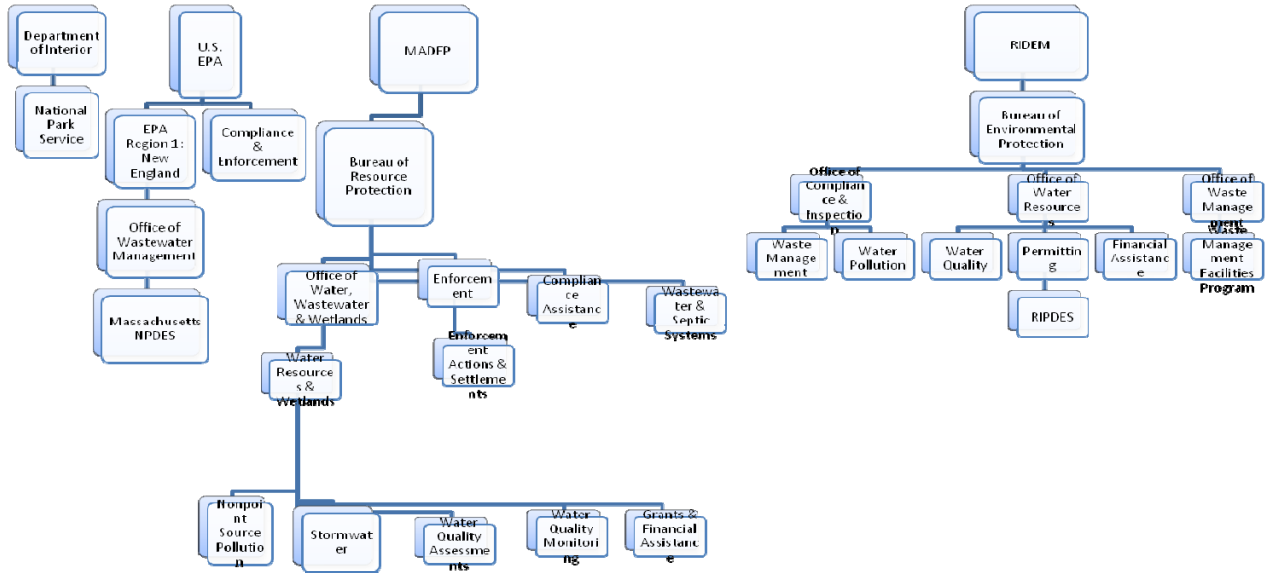 Department
of Interior
National
Park
Service
U.S.
EPA
EPA
Region 1:
New
England
Compliance
&
Enforcement
Office of
Wastewater
Management
Massachusetts
NPDES
MADEP
Bureau of
Resource
Protection
Office of
Water,
Wastewater
& Wetlands
Enforcem
ent
Complian
ce
Assistanc
e
Wastewa
ter &
Septic
Systems
Enforcem
ent
Actions &
Settleme
nts
Water
Resource
s &
Wetlands
Nonpoi
nt
Source
Pollutio
n
Stormwat
er
Water
Quality
Assessme
nts
Water
Quality
Monitori
ng
Grants &
Financial
Assistanc
e
RIDEM
Bureau of
Environmental
Protection
Office of
Complian
ce &
Inspectio
n
Office of
Water
Resource
s
Office of
Waste
Manage
ment
Waste
Manage
ment
Water
Pollution
Water
Quality
Permittin
g
Financial
Assistanc
e
Waste
Manage
ment
Facilities
Program
RIPDES